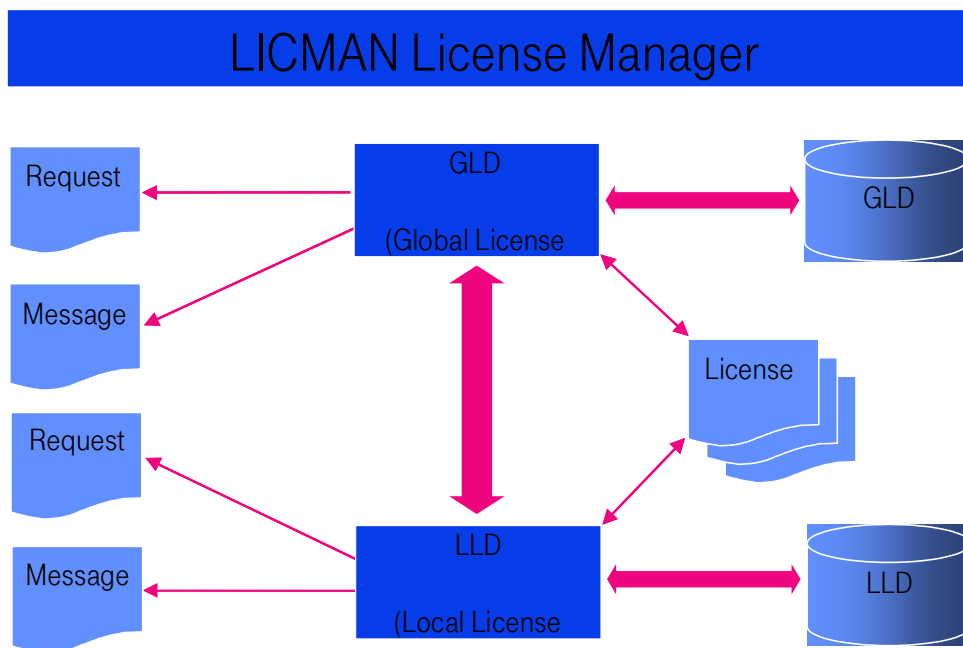 LICMAN License Manager
Request
GLD
(Global License
GLD
Message
License
Request
LLD
(Local License
LLD
Message